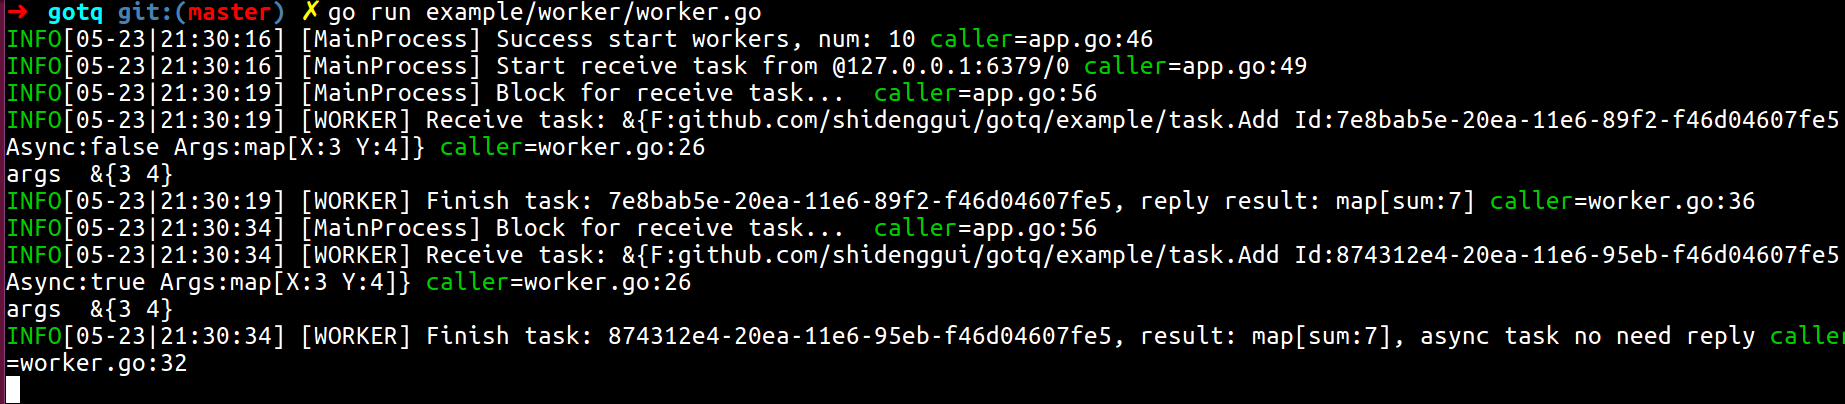 ➜ gotq git:(master) ✗ go run example/worker/worker.go
INFO[05-23|21:30:16] [MainProcess] Success start workers, num: 10 caller=app.go:46
INFO[05-23|21:30:16] [MainProcess] Start receive task from @127.0.0.1:6379/0 caller=app.go:49
INFO[05-23|21:30:19] [MainProcess] Block for receive task...  caller=app.go:56
INFO[05-23|21:30:19] [WORKER] Receive task: &{F:github.com/shidenggui/gotq/example/task.Add Id:7e8bab5e-20ea-11e6-89f2-f46d04607fe5
Async:false Args:map[X:3 Y:4]} caller=worker.go:26
args  &{3 4}
INFO[05-23|21:30:19] [WORKER] Finish task: 7e8bab5e-20ea-11e6-89f2-f46d04607fe5, reply result: map[sum:7] caller=worker.go:36
INFO[05-23|21:30:34] [MainProcess] Block for receive task...  caller=app.go:56
INFO[05-23|21:30:34] [WORKER] Receive task: &{F:github.com/shidenggui/gotq/example/task.Add Id:874312e4-20ea-11e6-95eb-f46d04607fe5
Async:true Args:map[X:3 Y:4]} caller=worker.go:26
args  &{3 4}
INFO[05-23|21:30:34] [WORKER] Finish task: 874312e4-20ea-11e6-95eb-f46d04607fe5, result: map[sum:7], async task no need reply caller
=worker.go:32